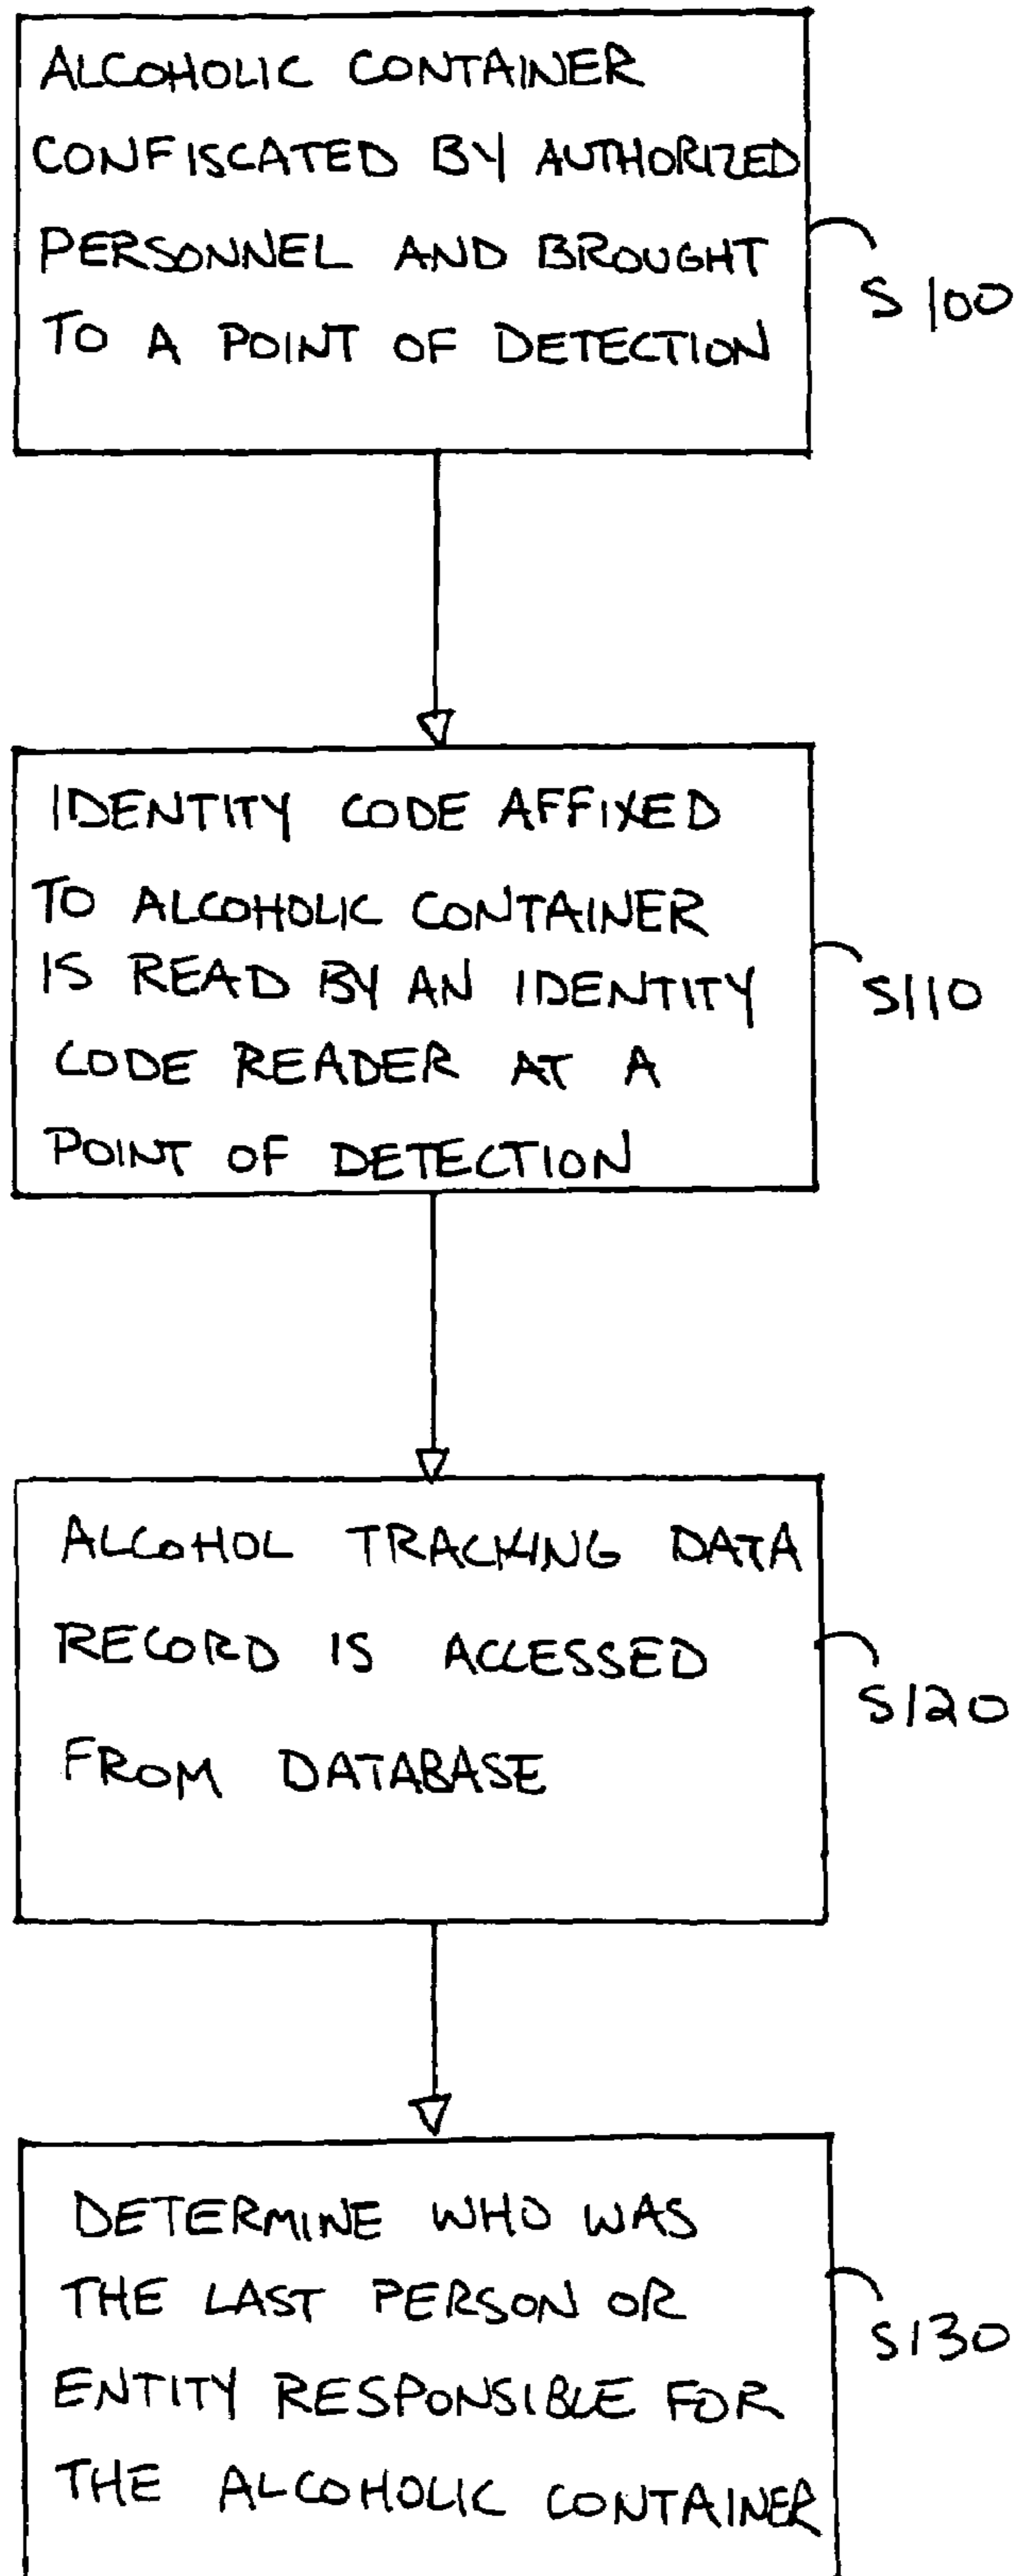 ALCOHOLIC CONTAINER
CONFISCATED BY AUTHORIZED
PERSONNEL AND BROUGHT
TO A POINT OF DETECTION
S 100
IDENTITY CODE AFFIXED
TO ALCOHOLIC CONTAINER
IS READ BY AN IDENTITY
CODE READER AT A
POINT OF DETECTION
S110
ALCOHOL TRACKING DATA
RECORD IS ACCESSED
FROM DATABASE
S120
DETERMINE WHO WAS
THE LAST PERSON OR
ENTITY RESPONSIBLE FOR
THE ALCOHOLIC CONTAINER
S130